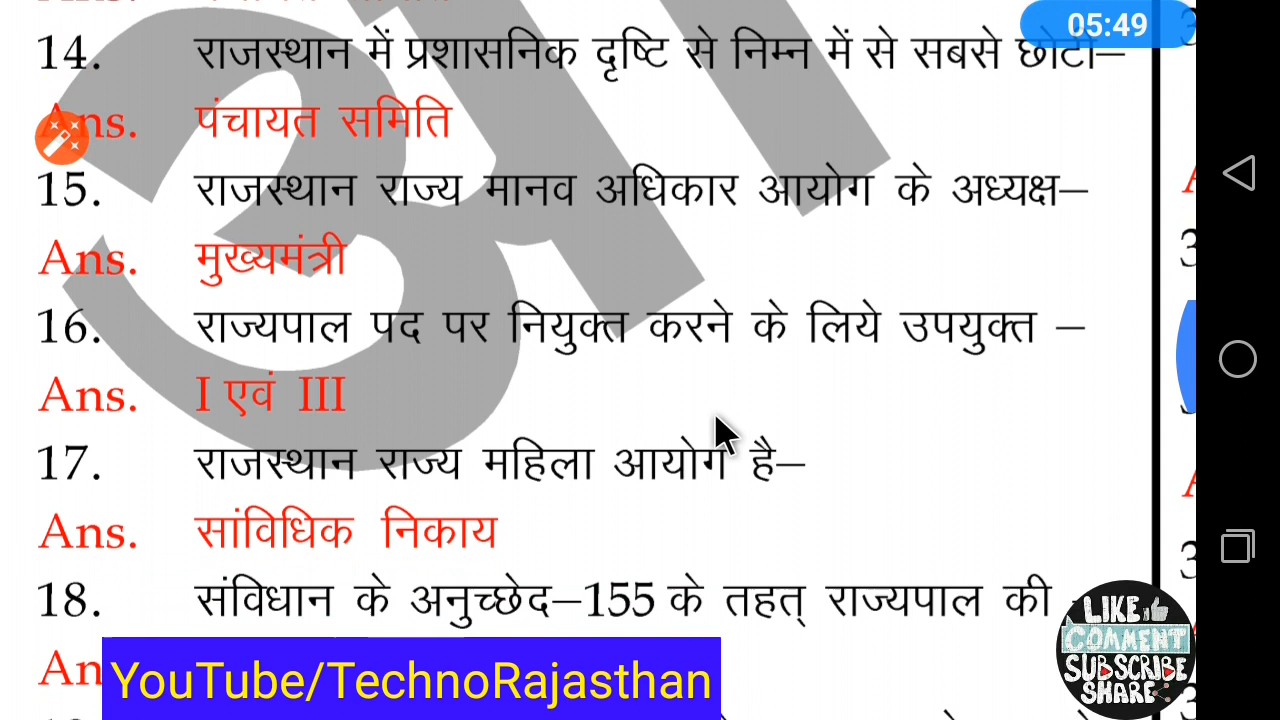 05:49
14. राजस्थान में प्रशासनिक दृष्टि से निम्न में से सबसे छोटी–
Ans. पंचायत समिति
15. राजस्थान राज्य मानव अधिकार आयोग के अध्यक्ष–
Ans. मुख्यमंत्री
16. राज्यपाल पद पर नियुक्त करने के लिये उपयुक्त –
Ans. I एवं III
17. राजस्थान राज्य महिला आयोग है–
Ans. सांविधिक निकाय
18. संविधान के अनुच्छेद–155 के तहत् राज्यपाल की
YouTube/TechnoRajasthan
LIKE
COMMENT
SUBSCRIBE
SHARE